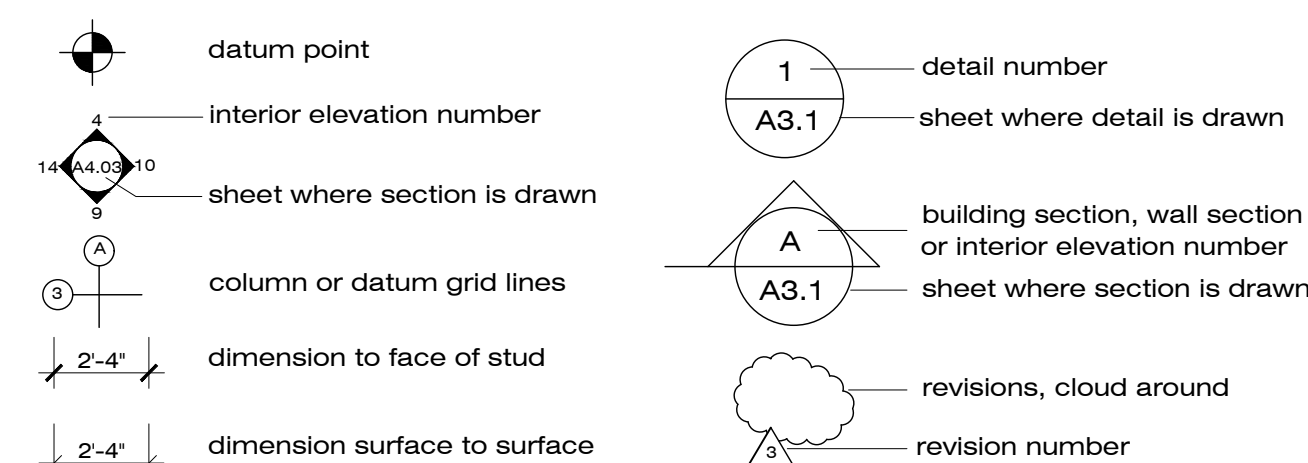 datum point
interior elevation number
4
14 A4.03 10
sheet where section is drawn
9
A
3
column or datum grid lines
2'-4"
dimension to face of stud
2'-4"
dimension surface to surface
1
detail number
A3.1
sheet where detail is drawn
A
building section, wall section
or interior elevation number
A3.1
sheet where section is drawn
revisions, cloud around
3
revision number